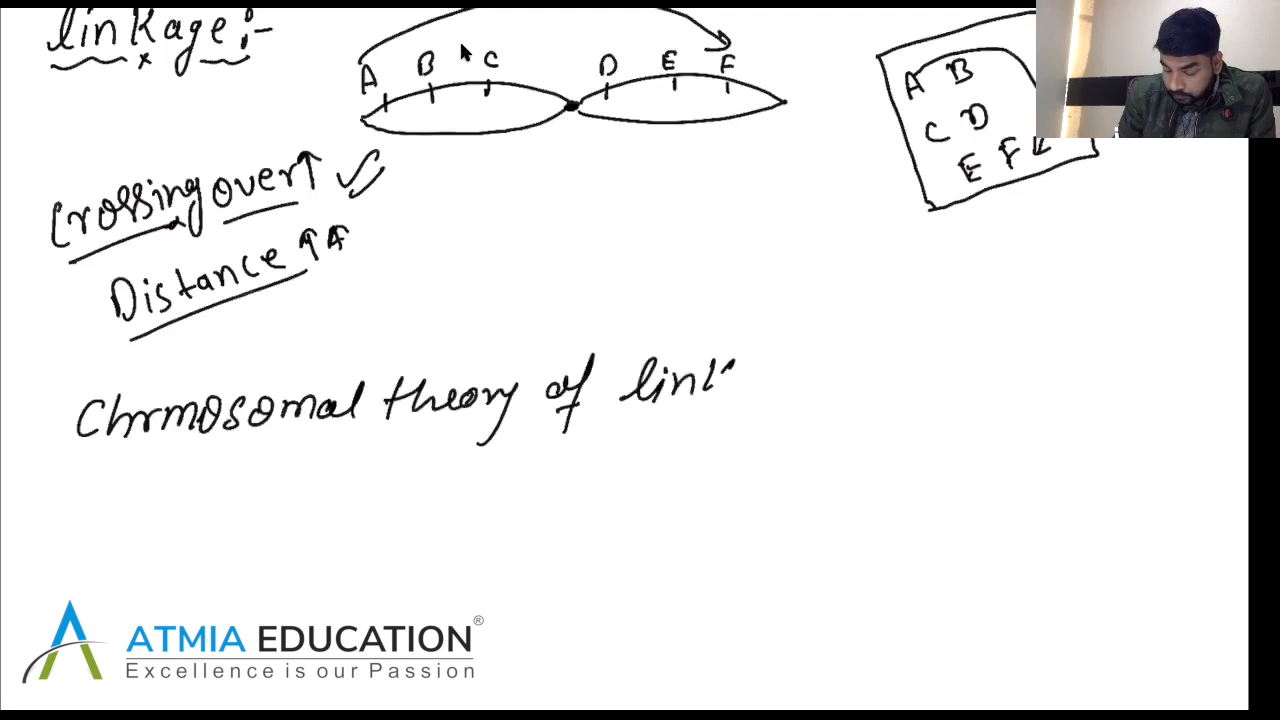 linkage :-
A B C D E F
A B
C D
E F
Crossing over↑
Distance ↑↑
Chrmosomal theory of link
ATMIA EDUCATION®
Excellence is our Passion